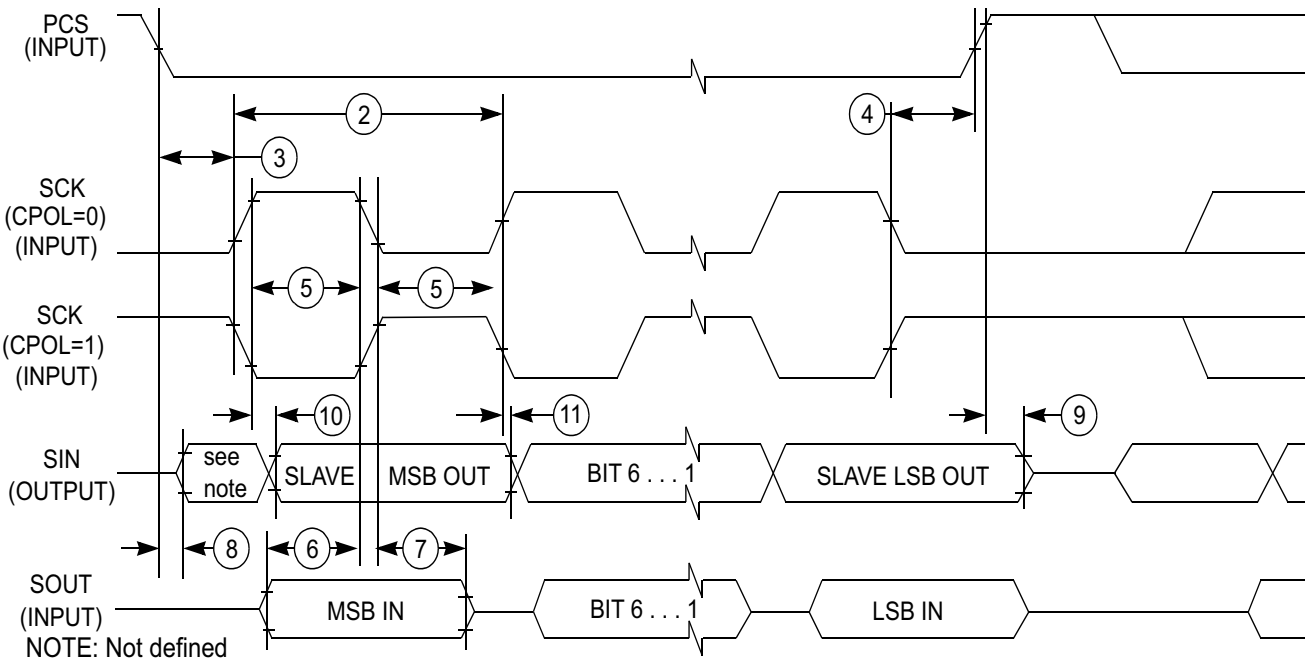 PCS
(INPUT)
2
4
3
SCK
(CPOL=0)
(INPUT)
5
5
SCK
(CPOL=1)
(INPUT)
10
11
9
SIN
(OUTPUT)
see
note
SLAVE
MSB OUT
BIT 6 . . . 1
SLAVE LSB OUT
8
6
7
SOUT
(INPUT)
MSB IN
BIT 6 . . . 1
LSB IN
NOTE: Not defined